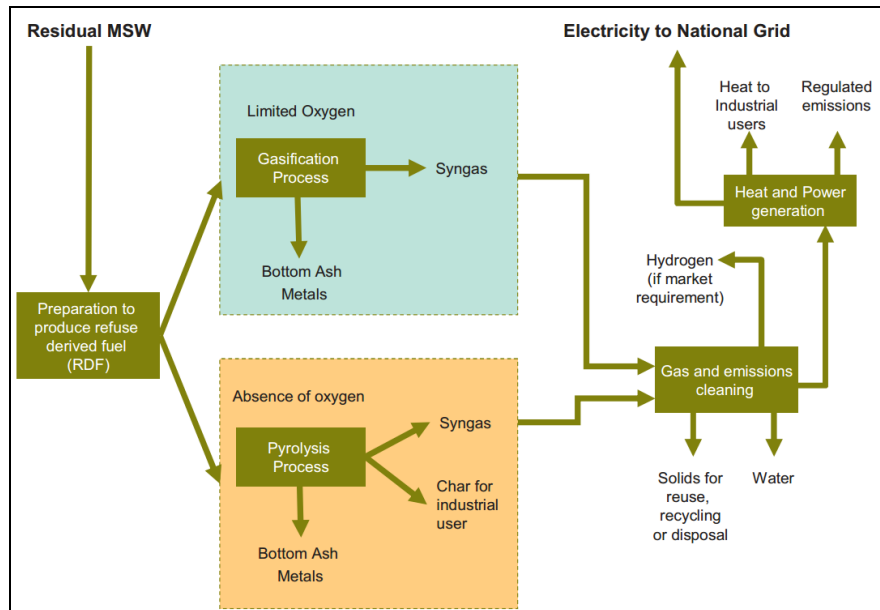 Residual MSW
Electricity to National Grid
Heat to
Industrial
users
Regulated
emissions
Limited Oxygen
Gasification
Process
Syngas
Heat and Power
generation
Bottom Ash
Metals
Hydrogen
(if market
requirement)
Preparation to
produce refuse
derived fuel
(RDF)
Gas and emissions
cleaning
Absence of oxygen
Pyrolysis
Process
Syngas
Char for
industrial
user
Solids for
reuse,
recycling
or disposal
Water
Bottom Ash
Metals